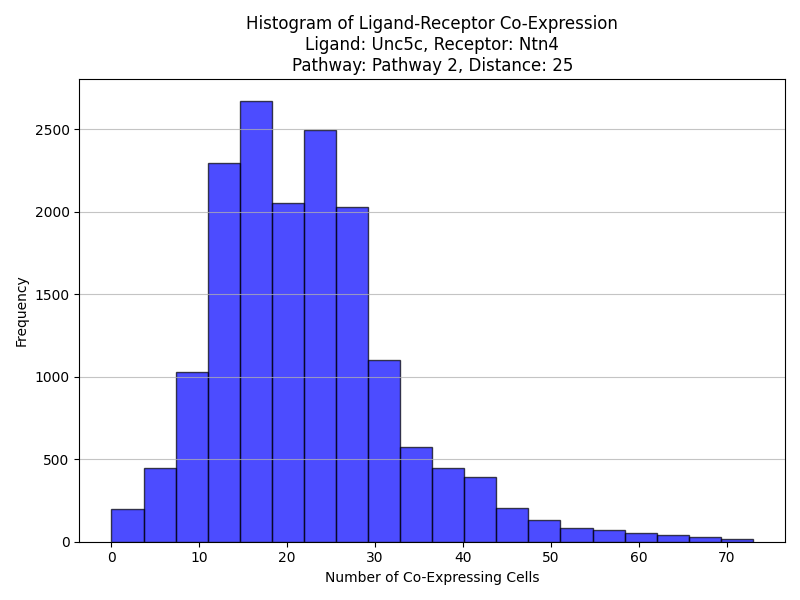 Histogram of Ligand-Receptor Co-Expression
Ligand: Unc5c, Receptor: Ntn4
Pathway: Pathway 2, Distance: 25
Frequency
2500
2000
1500
1000
500
0
0 10 20 30 40 50 60 70
Number of Co-Expressing Cells